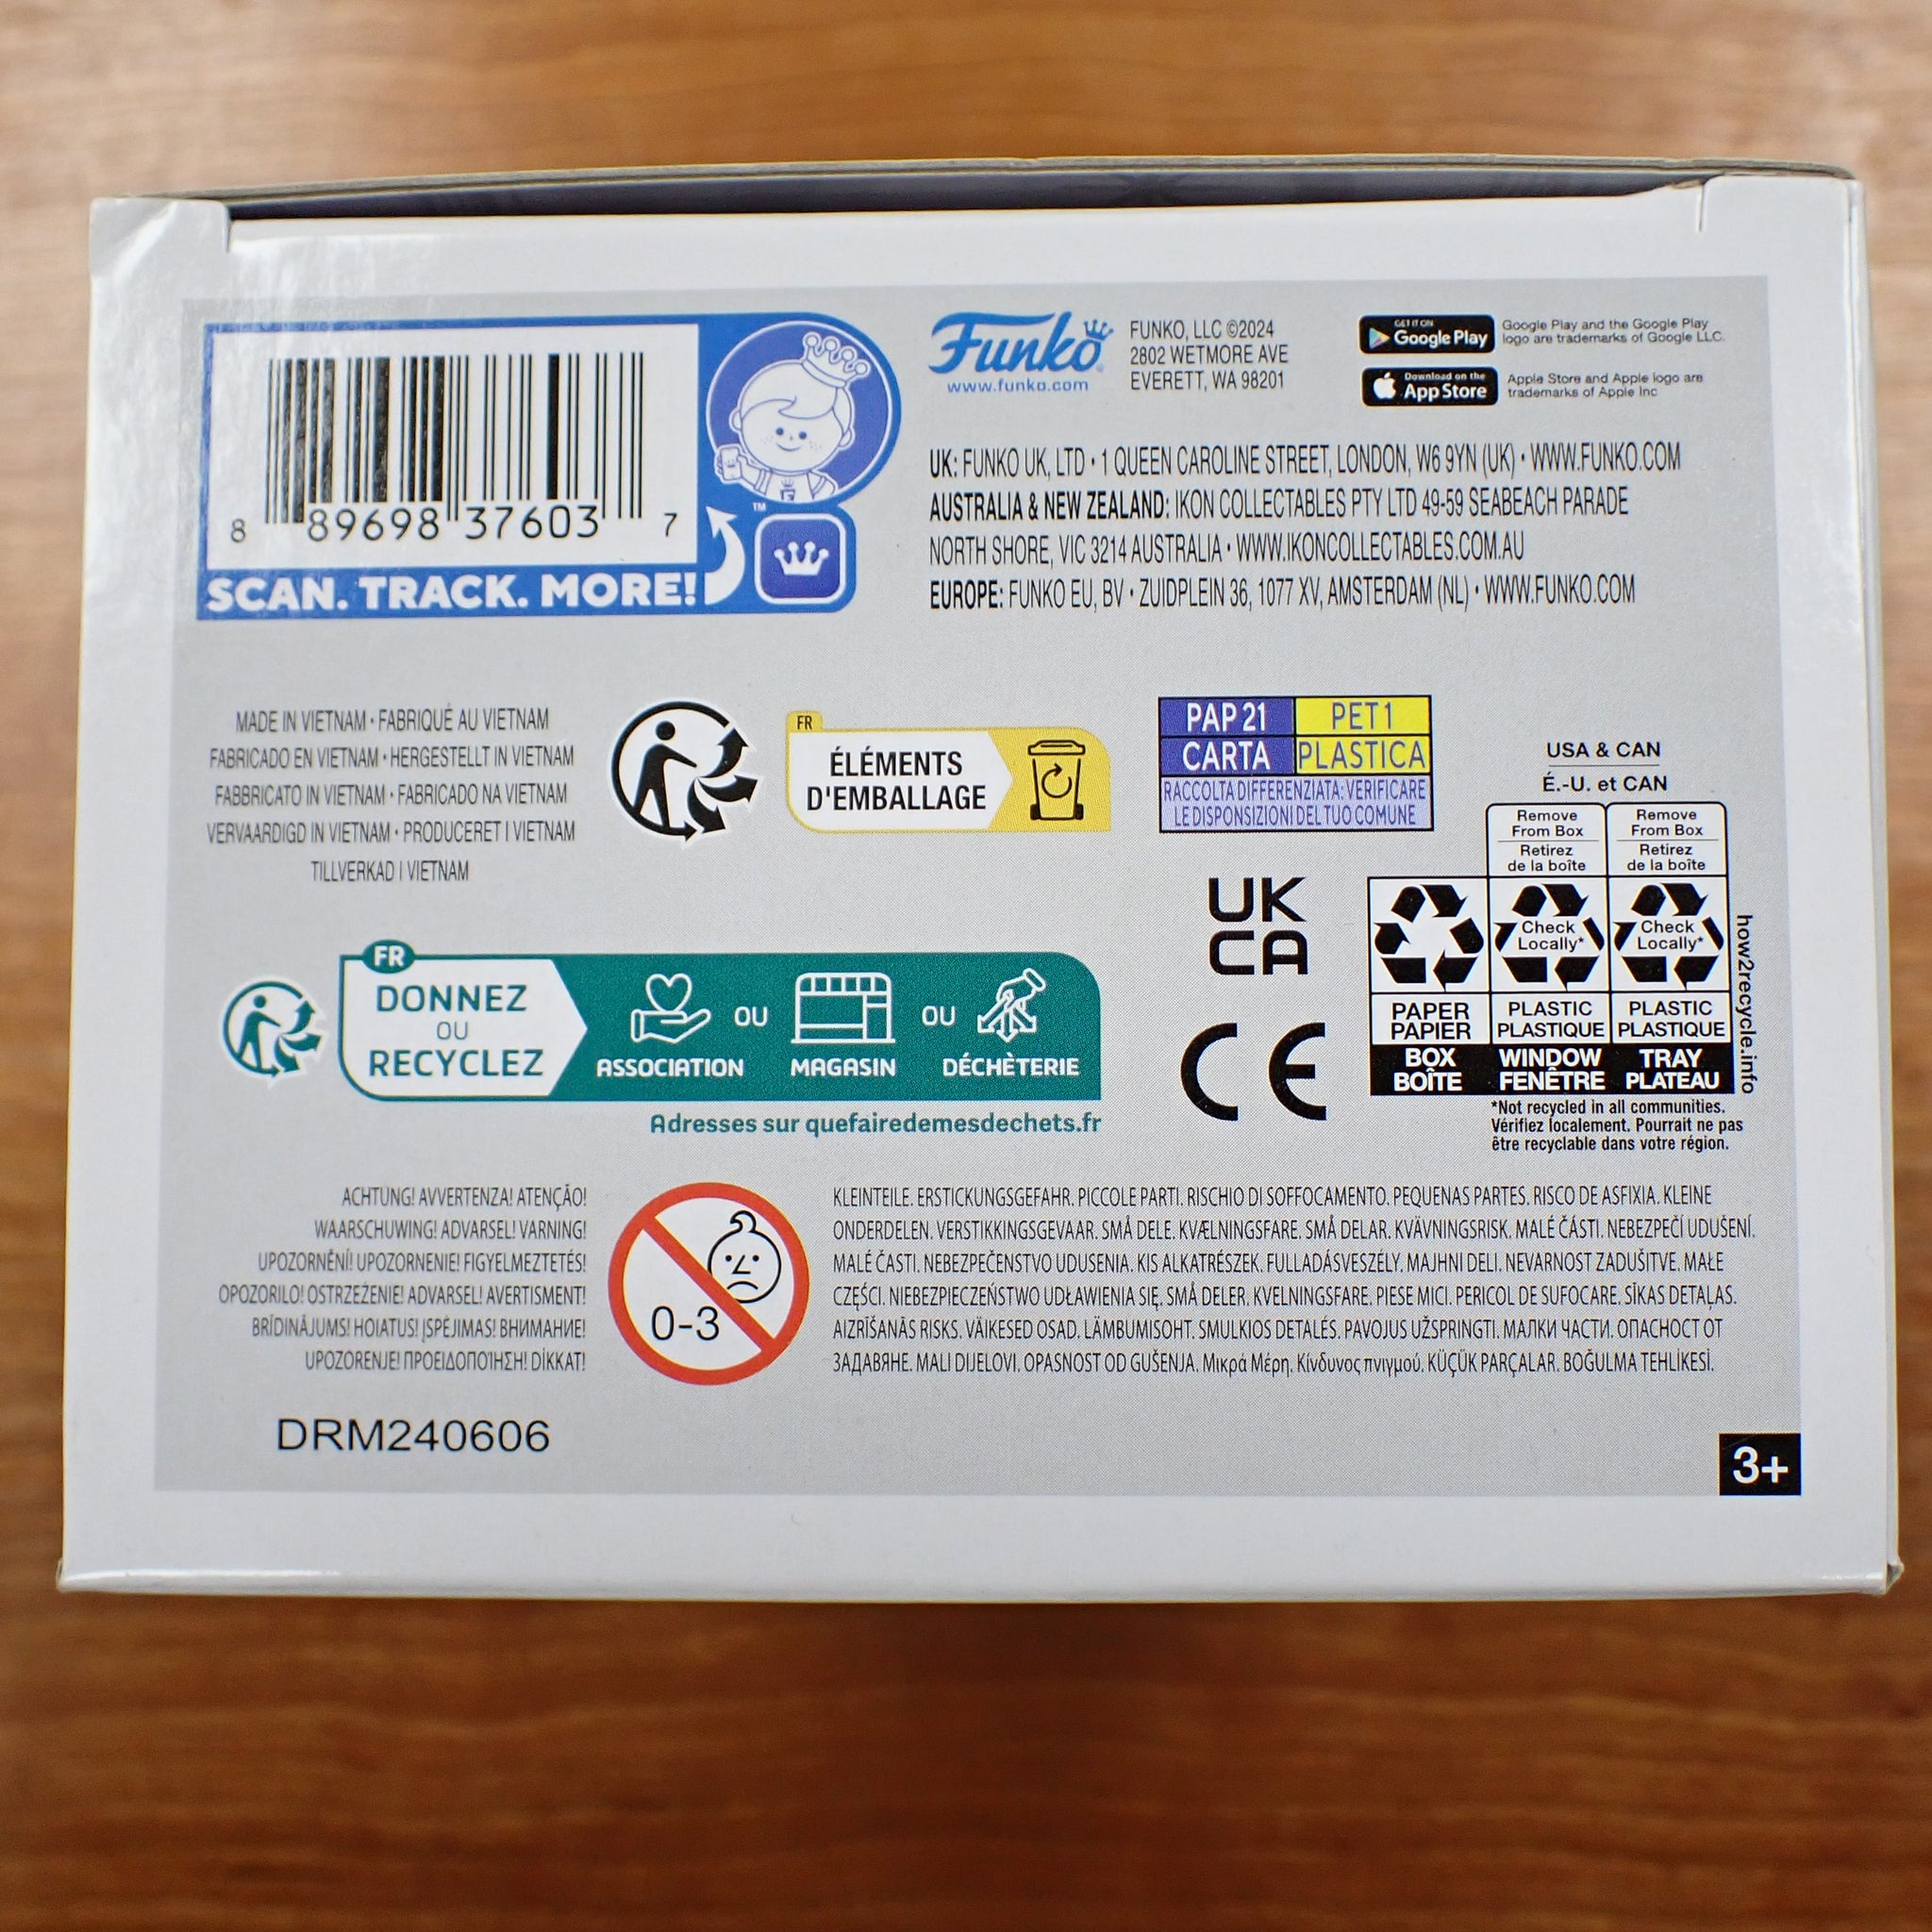 8 89698 37603 7
SCAN. TRACK. MORE!
™
Funko
www.funko.com
FUNKO, LLC ©2024
2802 WETMORE AVE
EVERETT, WA 98201
GET IT ON
Google Play
Google Play and the Google Play
logo are trademarks of Google LLC.
Download on the
App Store
Apple Store and Apple logo are
trademarks of Apple Inc
UK: FUNKO UK, LTD • 1 QUEEN CAROLINE STREET, LONDON, W6 9YN (UK) • WWW.FUNKO.COM
AUSTRALIA & NEW ZEALAND: IKON COLLECTABLES PTY LTD 49-59 SEABEACH PARADE
NORTH SHORE, VIC 3214 AUSTRALIA • WWW.IKONCOLLECTABLES.COM.AU
EUROPE: FUNKO EU, BV • ZUIDPLEIN 36, 1077 XV, AMSTERDAM (NL) • WWW.FUNKO.COM
MADE IN VIETNAM • FABRIQUÉ AU VIETNAM
FABRICADO EN VIETNAM • HERGESTELLT IN VIETNAM
FABBRICATO IN VIETNAM • FABRICADO NA VIETNAM
VERVAARDIGD IN VIETNAM • PRODUCERET I VIETNAM
TILLVERKAD I VIETNAM
FR
ÉLÉMENTS
D'EMBALLAGE
PAP 21 PET 1
CARTA PLASTICA
RACCOLTA DIFFERENZIATA: VERIFICARE
LE DISPONSIZIONI DEL TUO COMUNE
USA & CAN
É.-U. et CAN
Remove
From Box
Retirez
de la boîte
Remove
From Box
Retirez
de la boîte
Check
Locally*
Check
Locally*
PAPER
PAPIER
PLASTIC
PLASTIQUE
PLASTIC
PLASTIQUE
BOX
BOÎTE
WINDOW
FENÊTRE
TRAY
PLATEAU
how2recycle.info
*Not recycled in all communities.
Vérifiez localement. Pourrait ne pas
être recyclable dans votre région.
UK
CA
CE
FR
DONNEZ
OU
RECYCLEZ
ASSOCIATION
OU
MAGASIN
OU
DÉCHÈTERIE
Adresses sur quefairedemesdechets.fr
ACHTUNG! AVVERTENZA! ATENÇÃO!
WAARSCHUWING! ADVARSEL! VARNING!
UPOZORNĚNÍ! UPOZORNENIE! FIGYELMEZTETÉS!
OPOZORILO! OSTRZEŻENIE! ADVARSEL! AVERTISMENT!
BRĪDINĀJUMS! HOIATUS! ĮSPĖJIMAS! ВНИМАНИЕ!
UPOZORENJE! ΠΡΟΕΙΔΟΠΟΊΗΣΗ! DİKKAT!
0-3
KLEINTEILE. ERSTICKUNGSGEFAHR. PICCOLE PARTI. RISCHIO DI SOFFOCAMENTO. PEQUENAS PARTES. RISCO DE ASFIXIA. KLEINE
ONDERDELEN. VERSTIKKINGSGEVAAR. SMÅ DELE. KVÆLNINGSFARE. SMÅ DELAR. KVÄVNINGSRISK. MALÉ ČÁSTI. NEBEZPEČÍ UDUŠENÍ.
MALÉ ČASTI. NEBEZPEČENSTVO UDUSENIA. KIS ALKATRÉSZEK. FULLADÁSVESZÉLY. MAJHNI DELI. NEVARNOST ZADUŠITVE. MAŁE
CZĘŚCI. NIEBEZPIECZEŃSTWO UDŁAWIENIA SIĘ. SMÅ DELER. KVELNINGSFARE. PIESE MICI. PERICOL DE SUFOCARE. SĪKAS DETAĻAS.
AIZRĪŠANĀS RISKS. VÄIKESED OSAD. LÄMBUMISOHT. SMULKIOS DETALĖS. PAVOJUS UŽSPRINGTI. МАЛКИ ЧАСТИ. ОПАСНОСТ ОТ
ЗАДАВЯНЕ. MALI DIJELOVI. OPASNOST OD GUŠENJA. Μικρά Μέρη. Κίνδυνος πνιγμού. KÜÇÜK PARÇALAR. BOĞULMA TEHLİKESİ.
DRM240606
3+